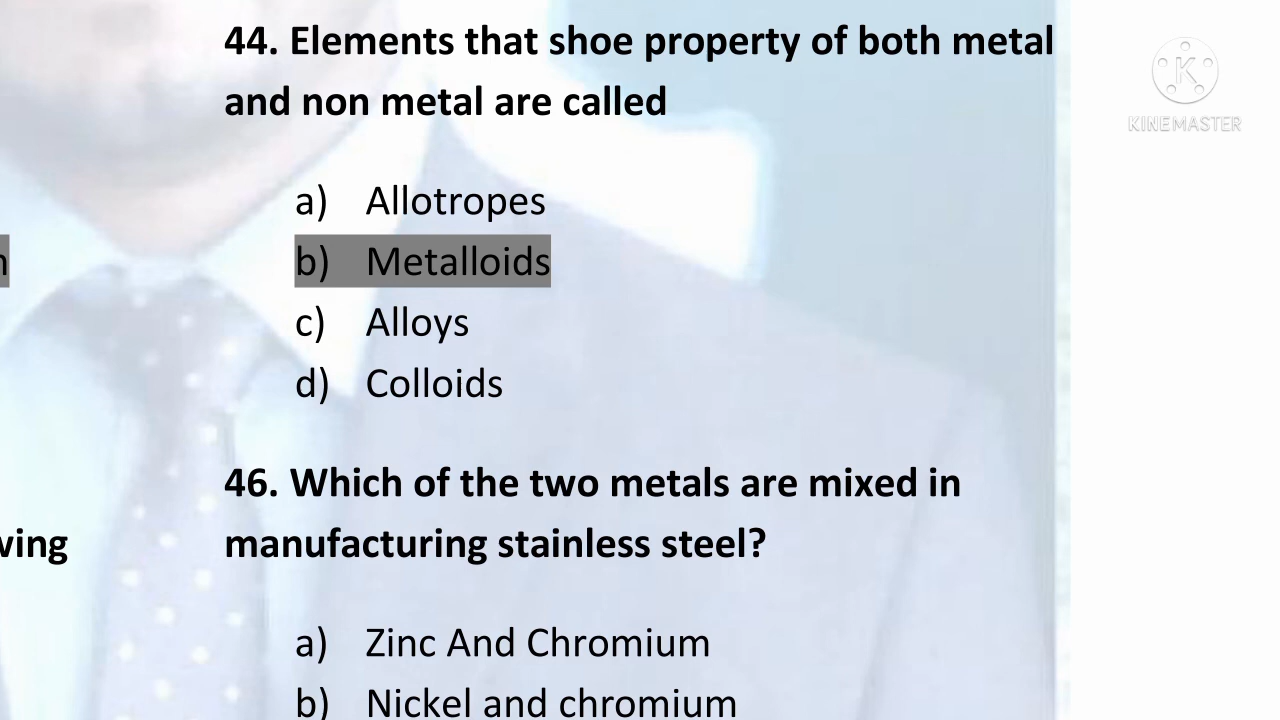 44. Elements that shoe property of both metal
and non metal are called
a) Allotropes
b) Metalloids
c) Alloys
d) Colloids
46. Which of the two metals are mixed in
manufacturing stainless steel?
a) Zinc And Chromium
b) Nickel and chromium
KINEMASTER